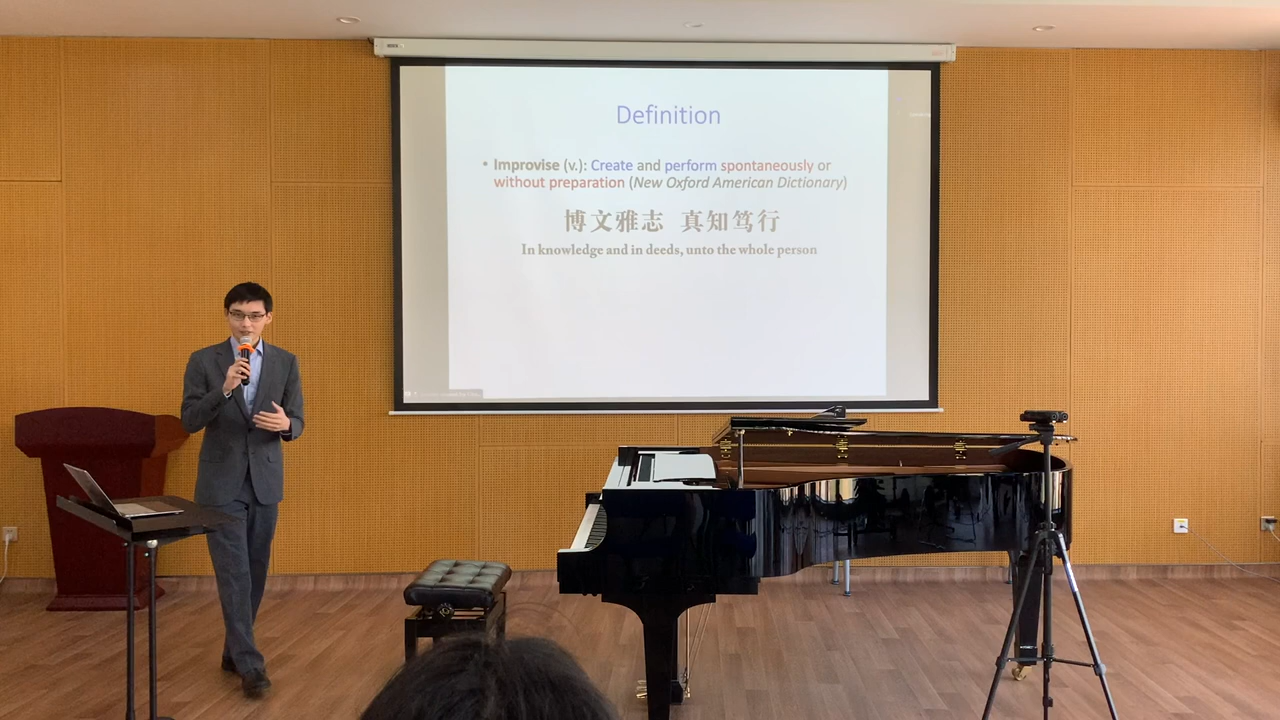 Definition
• Improvise (v.): Create and perform spontaneously or
without preparation (New Oxford American Dictionary)
博文雅志 真知笃行
In knowledge and in deeds, unto the whole person